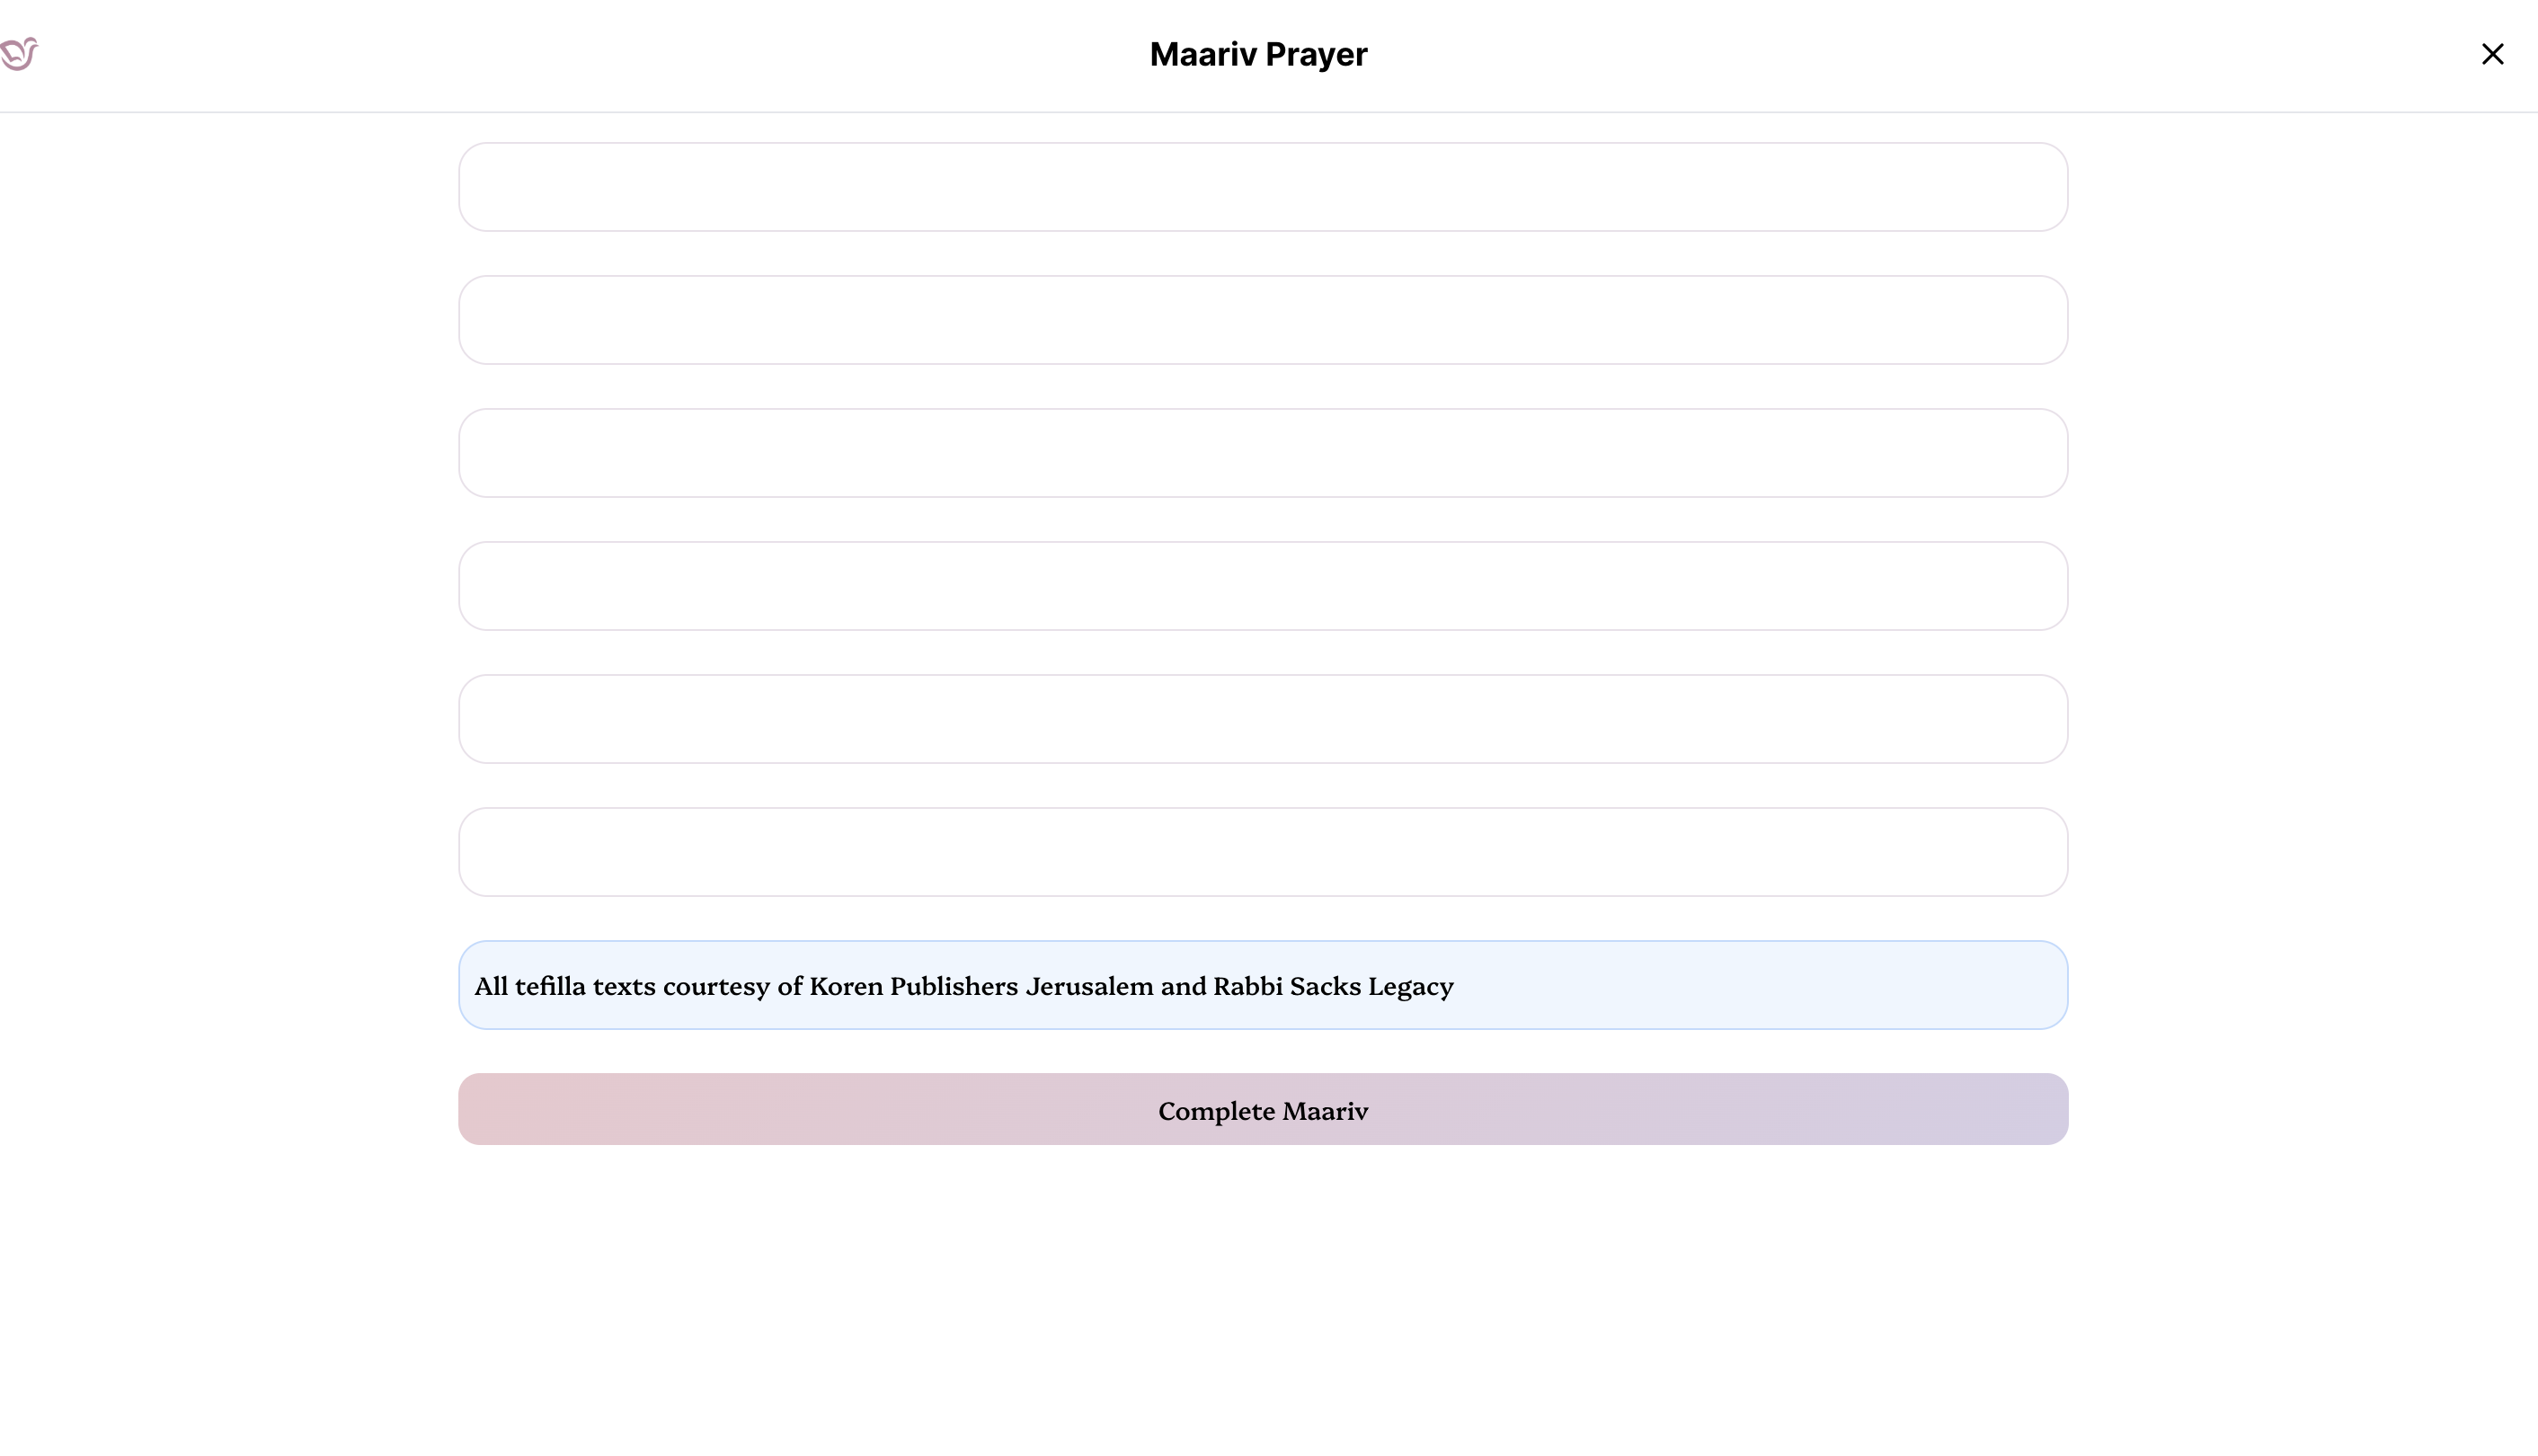 Maariv Prayer
All tefilla texts courtesy of Koren Publishers Jerusalem and Rabbi Sacks Legacy
Complete Maariv